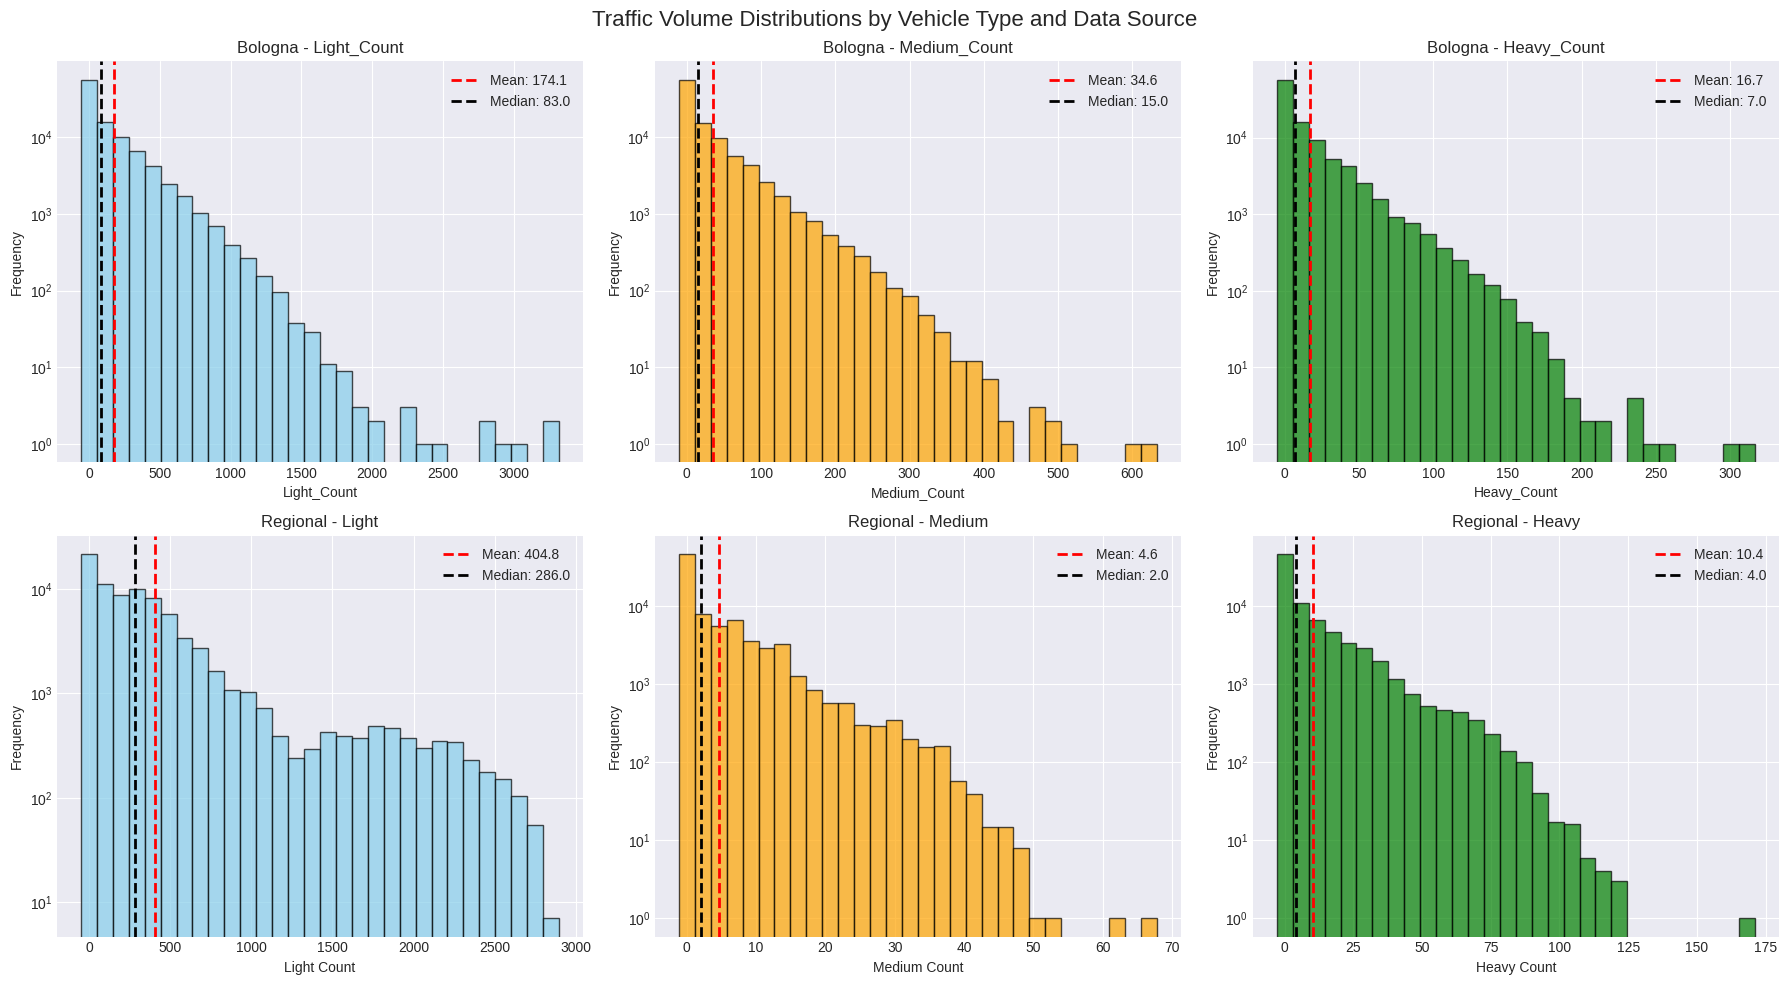 Traffic Volume Distributions by Vehicle Type and Data Source
Bologna - Light_Count
Mean: 174.1
Median: 83.0
Frequency
10^4
10^3
10^2
10^1
10^0
0 500 1000 1500 2000 2500 3000
Light_Count
Bologna - Medium_Count
Mean: 34.6
Median: 15.0
Frequency
10^4
10^3
10^2
10^1
10^0
0 100 200 300 400 500 600
Medium_Count
Bologna - Heavy_Count
Mean: 16.7
Median: 7.0
Frequency
10^4
10^3
10^2
10^1
10^0
0 50 100 150 200 250 300
Heavy_Count
Regional - Light
Mean: 404.8
Median: 286.0
Frequency
10^4
10^3
10^2
10^1
0 500 1000 1500 2000 2500 3000
Light Count
Regional - Medium
Mean: 4.6
Median: 2.0
Frequency
10^4
10^3
10^2
10^1
10^0
0 10 20 30 40 50 60 70
Medium Count
Regional - Heavy
Mean: 10.4
Median: 4.0
Frequency
10^4
10^3
10^2
10^1
10^0
0 25 50 75 100 125 150 175
Heavy Count